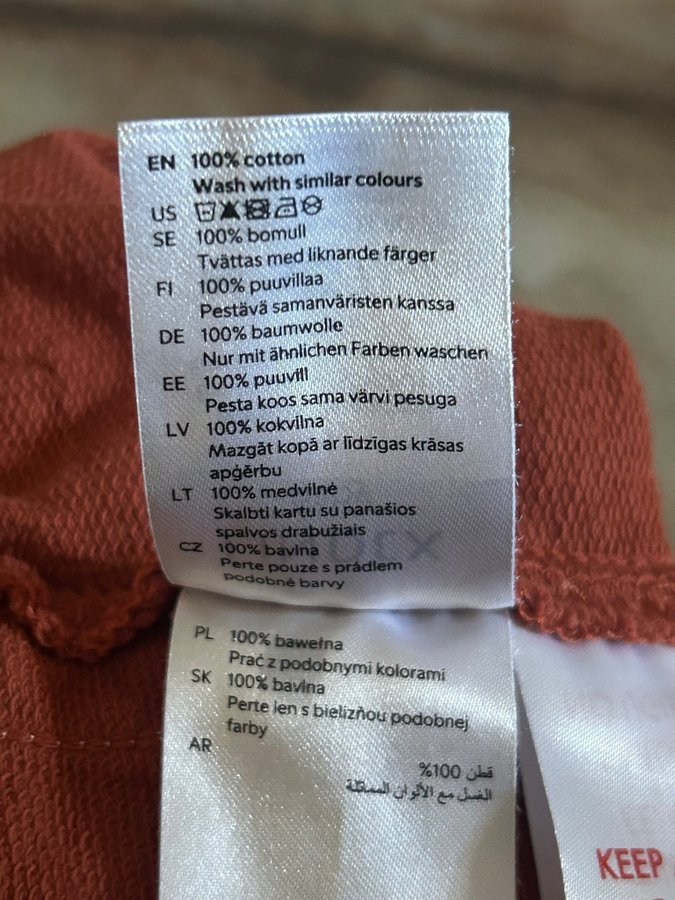 EN 100% cotton
Wash with similar colours
US
SE 100% bomull
Tvättas med liknande färger
FI 100% puuvillaa
Pestävä samanväristen kanssa
DE 100% baumwolle
Nur mit ähnlichen Farben waschen
EE 100% puuvill
Pesta koos sama värvi pesuga
LV 100% kokvilna
Mazgāt kopā ar līdzīgas krāsas
apģērbu
LT 100% medvilnė
Skalbti kartu su panašios
spalvos drabužiais
CZ 100% bavlna
Perte pouze s prádlem
podobné barvy
PL 100% bawełna
Prać z podobnymi kolorami
SK 100% bavlna
Perte len s bielizňou podobnej
farby
AR
قطن 100%
الغسل مع الألوان
KEEP